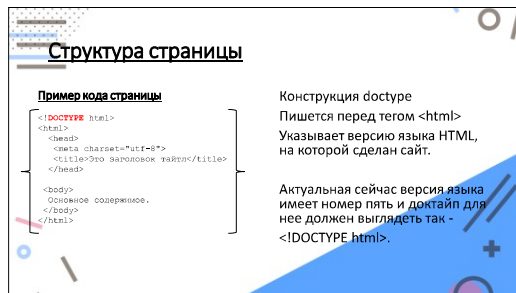 Структура страницы
Пример кода страницы
<!DOCTYPE html>
<html>
<head>
<meta charset="utf-8">
<title>Это заголовок тайтл</title>
</head>
<body>
Основное содержимое.
</body>
</html>
Конструкция doctype
Пишется перед тегом <html>
Указывает версию языка HTML,
на которой сделан сайт.
Актуальная сейчас версия языка
имеет номер пять и доктайп для
нее должен выглядеть так -
<!DOCTYPE html>.